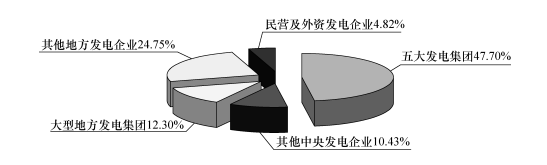 民营及外资发电企业4.82%
其他地方发电企业24.75%
五大发电集团47.70%
大型地方发电集团12.30%
其他中央发电企业10.43%